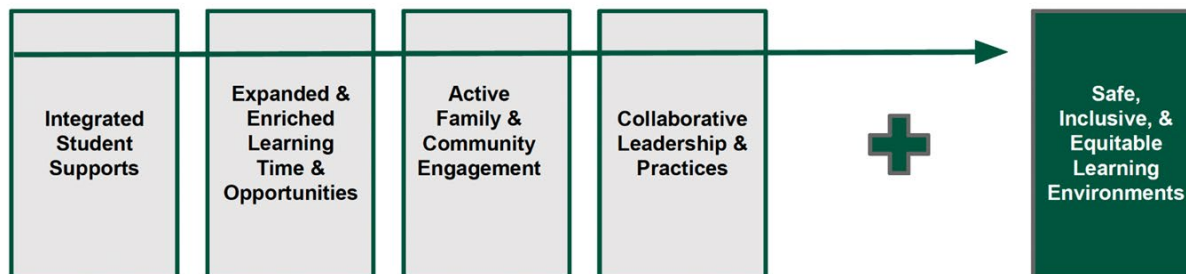 Integrated
Student
Supports
Expanded &
Enriched
Learning
Time &
Opportunities
Active
Family &
Community
Engagement
Collaborative
Leadership &
Practices
Safe,
Inclusive, &
Equitable
Learning
Environments